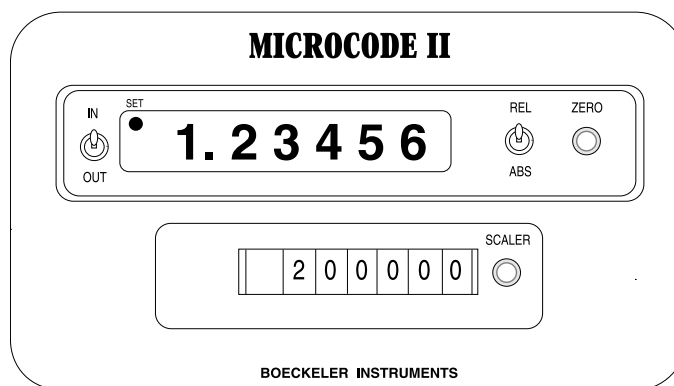 MICROCODE II
SET
IN
OUT
1.23456
REL
ABS
ZERO
200000
SCALER
BOECKELER INSTRUMENTS